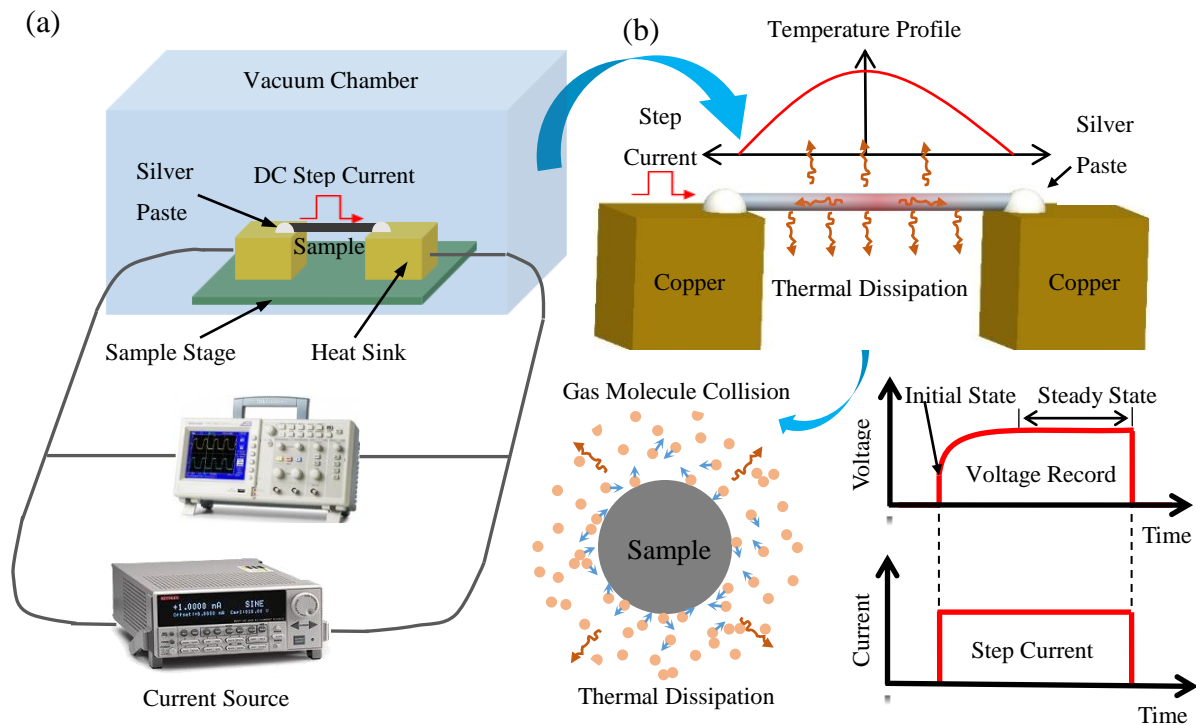 (a)
Vacuum Chamber
Silver
Paste
DC Step Current
Sample
Sample Stage
Heat Sink
Current Source
+1.0000 mA SINE
(b)
Temperature Profile
Step
Current
Silver
Paste
Copper
Copper
Thermal Dissipation
Gas Molecule Collision
Sample
Thermal Dissipation
Initial State
Steady State
Voltage
Voltage Record
Time
Current
Step Current
Time